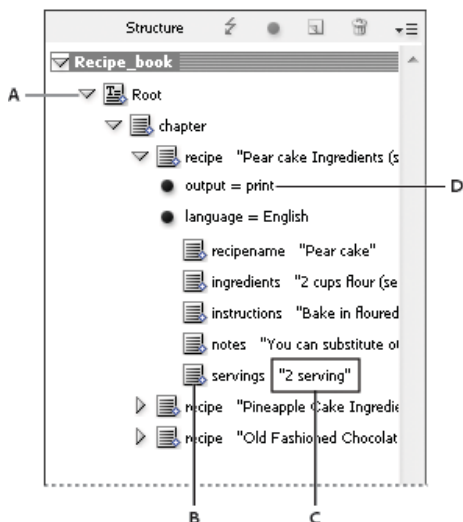 Structure
Recipe_book
A
Root
chapter
recipe "Pear cake Ingredients (s
output = print
D
language = English
recipename "Pear cake"
ingredients "2 cups flour (se
instructions "Bake in floured
notes "You can substitute ot
servings "2 serving"
recipe "Pineapple Cake Ingredie
recipe "Old Fashioned Chocolat
B
C